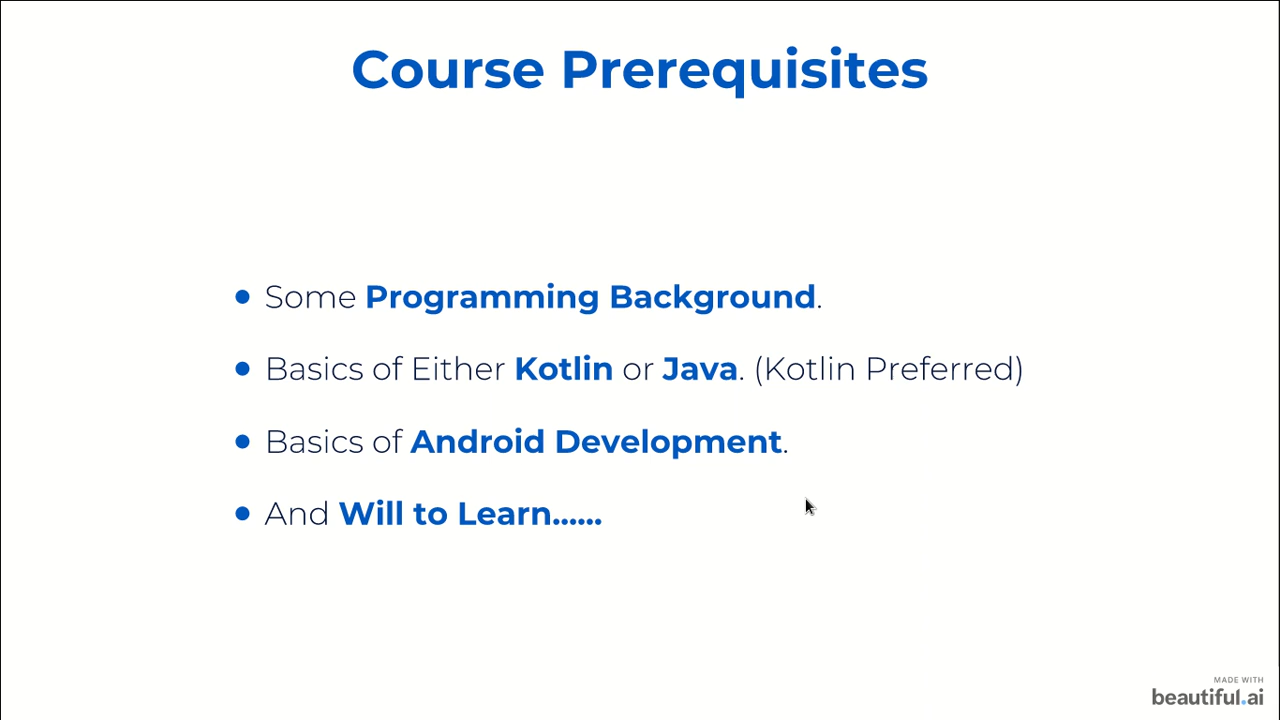 Course Prerequisites
Some Programming Background.
Basics of Either Kotlin or Java. (Kotlin Preferred)
Basics of Android Development.
And Will to Learn......
MADE WITH
beautiful.ai